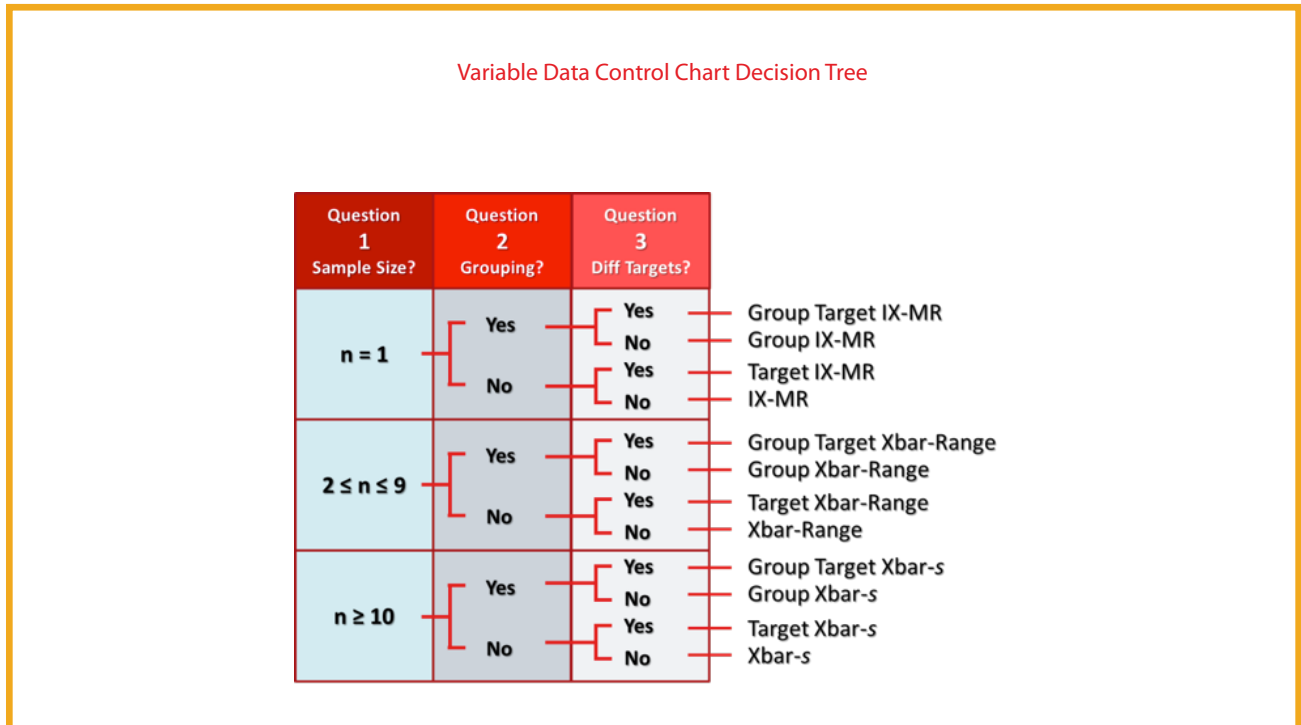 Variable Data Control Chart Decision Tree
Question Question Question
1 2 3
Sample Size? Grouping? Diff Targets?
n = 1
Yes
Yes
Group Target IX-MR
No
Group IX-MR
No
Yes
Target IX-MR
No
IX-MR
2 ≤ n ≤ 9
Yes
Yes
Group Target Xbar-Range
No
Group Xbar-Range
No
Yes
Target Xbar-Range
No
Xbar-Range
n ≥ 10
Yes
Yes
Group Target Xbar-s
No
Group Xbar-s
No
Yes
Target Xbar-s
No
Xbar-s